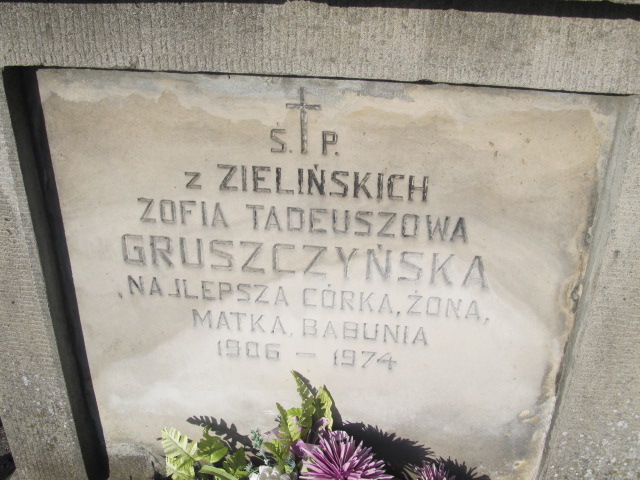 Ś. P.
z ZIELIŃSKICH
ZOFIA TADEUSZOWA
GRUSZCZYŃSKA
NAJLEPSZA CÓRKA, ŻONA,
MATKA, BABUNIA
1906 — 1974